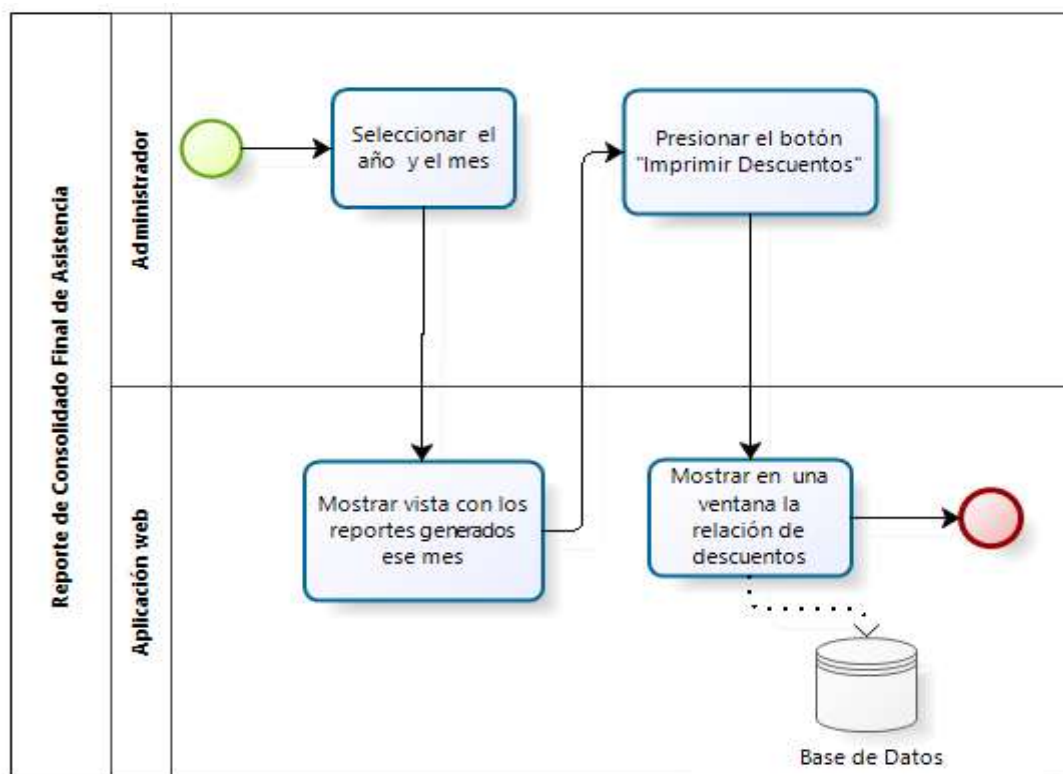 Reporte de Consolidado Final de Asistencia
Administrador
Seleccionar el
año y el mes
Presionar el botón
"Imprimir Descuentos"
Aplicación web
Mostrar vista con los
reportes generados
ese mes
Mostrar en una
ventana la
relación de
descuentos
Base de Datos